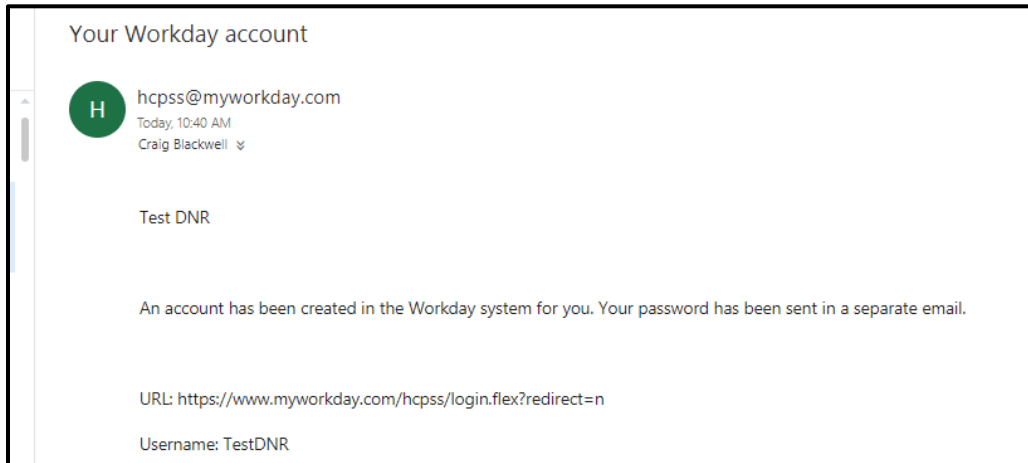 Your Workday account
H
hcpss@myworkday.com
Today, 10:40 AM
Craig Blackwell
Test DNR
An account has been created in the Workday system for you. Your password has been sent in a separate email.
URL: https://www.myworkday.com/hcpss/login.flex?redirect=n
Username: TestDNR